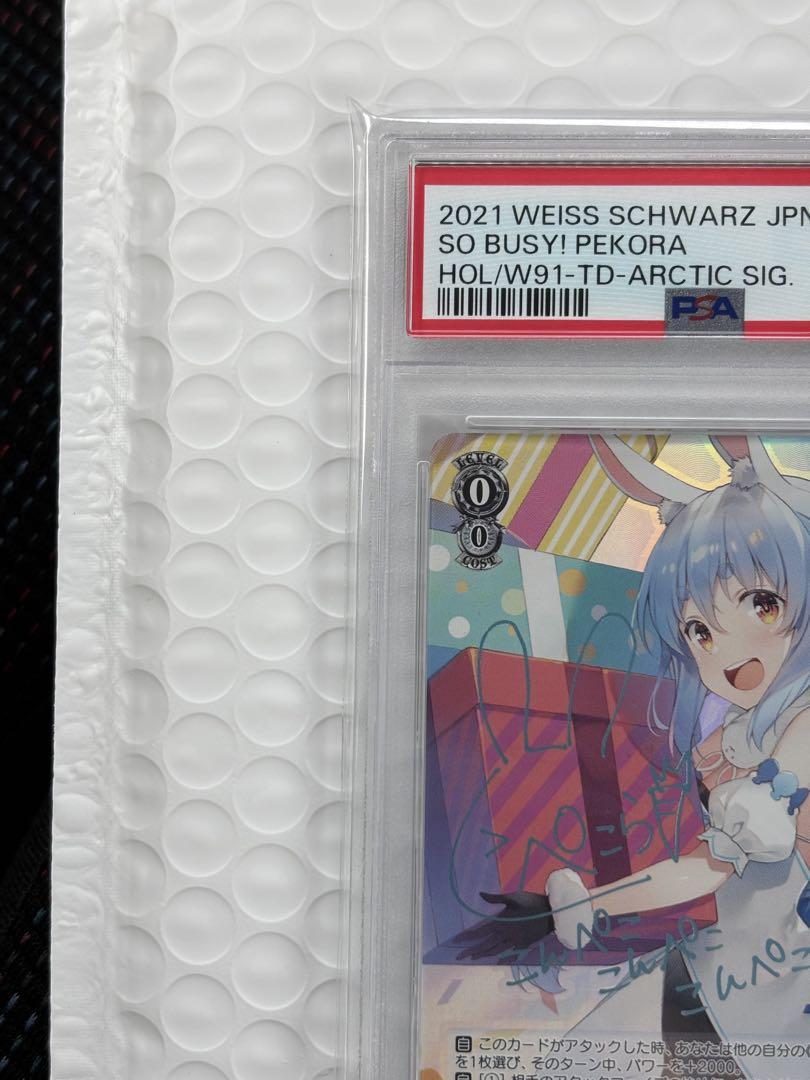 2021 WEISS SCHWARZ JPN
SO BUSY! PEKORA
HOL/W91-TD-ARCTIC SIG.
PSA
LEVEL
0
0
COST
ぺこら
こんぺこ
こんぺこ
こんぺこ
自 このカードがアタックした時、あなたは他の自分の
を1枚選び、そのターン中、パワーを+2000。